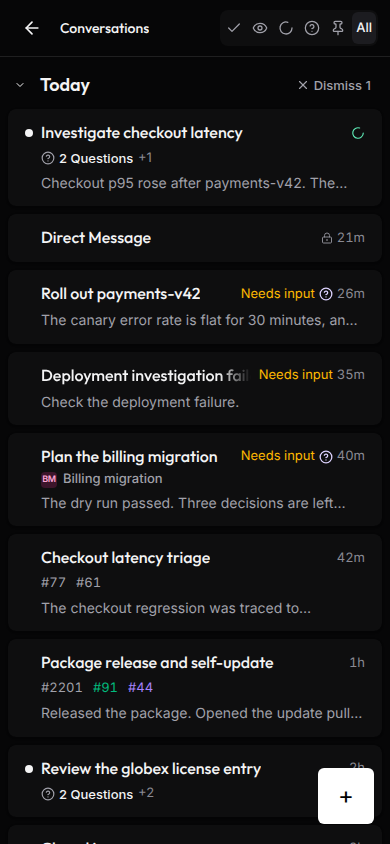 Conversations
All
Today
Dismiss 1
Investigate checkout latency
2 Questions +1
Checkout p95 rose after payments-v42. The...
Direct Message
21m
Roll out payments-v42
Needs input
26m
The canary error rate is flat for 30 minutes, an...
Deployment investigation fail
Needs input
35m
Check the deployment failure.
Plan the billing migration
Needs input
40m
BM Billing migration
The dry run passed. Three decisions are left...
Checkout latency triage
42m
#77 #61
The checkout regression was traced to...
Package release and self-update
1h
#2201 #91 #44
Released the package. Opened the update pull...
Review the globex license entry
2 Questions +2